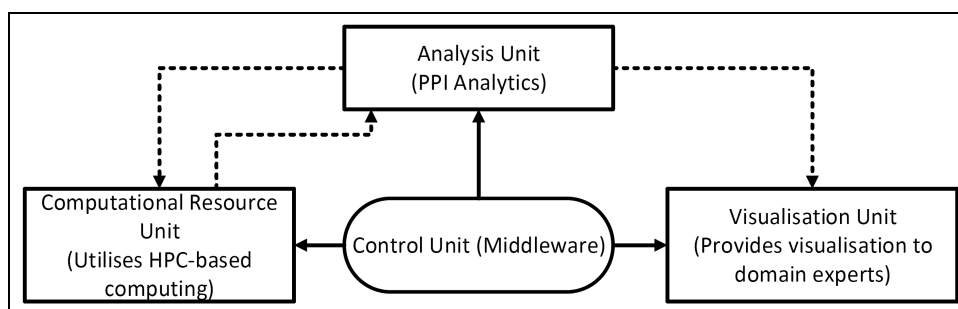 Analysis Unit
(PPI Analytics)
Computational Resource
Unit
(Utilises HPC-based
computing)
Control Unit (Middleware)
Visualisation Unit
(Provides visualisation to
domain experts)